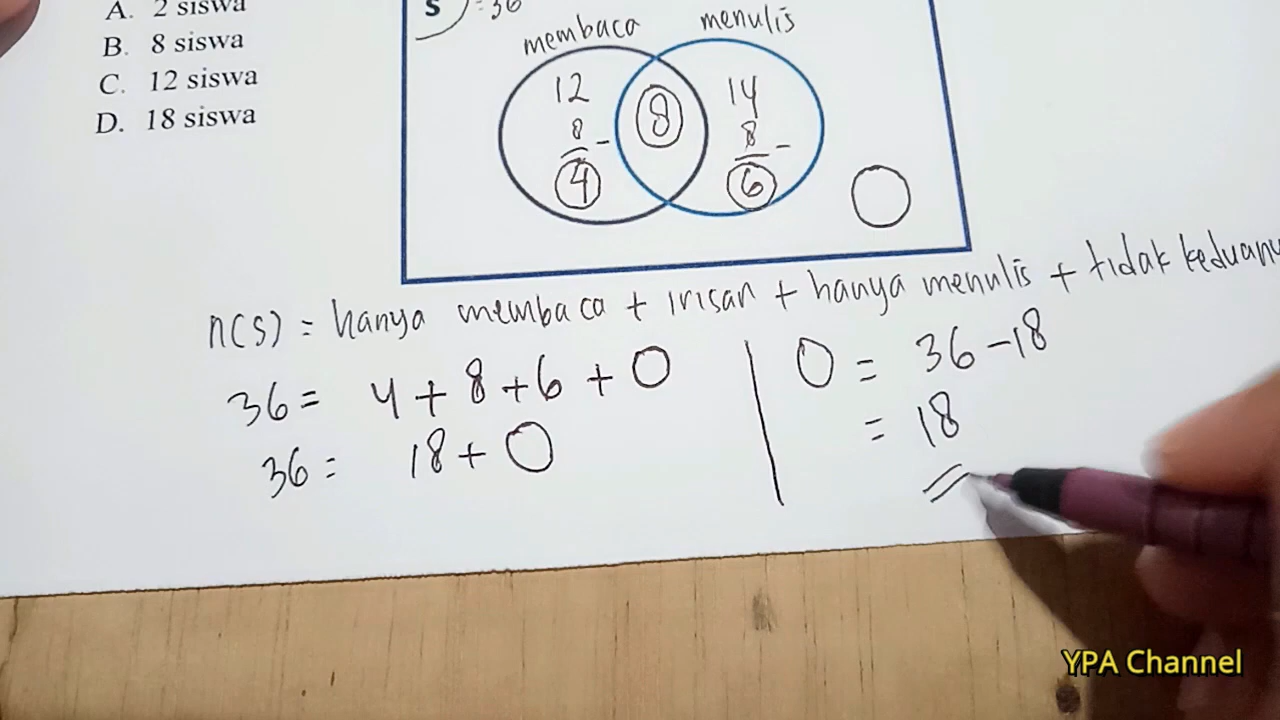 A. 2 siswa
B. 8 siswa
C. 12 siswa
D. 18 siswa
S = 36
membaca
menulis
12
8 -
4
8
14
8 -
6
n(s) = hanya membaca + irisan + hanya menulis + tidak keduanya
36 = 4 + 8 + 6 + O
36 = 18 + O
O = 36 - 18
= 18
YPA Channel